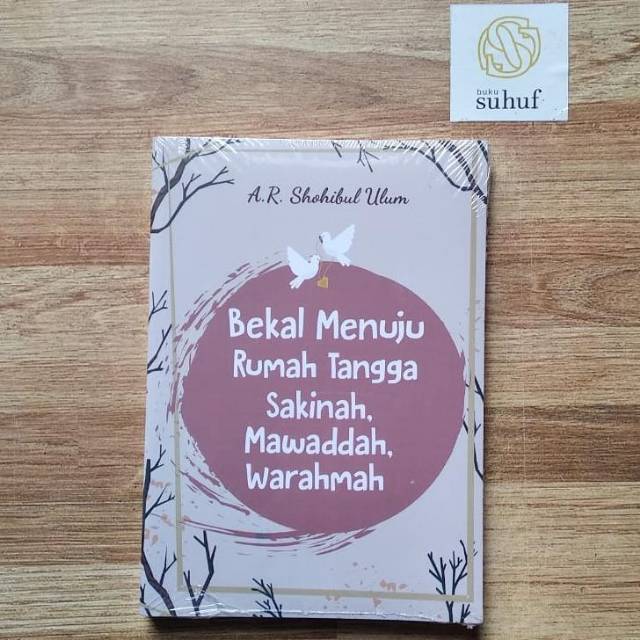 buku
suhuf
A.R. Shohibul Ulum
Bekal Menuju
Rumah Tangga
Sakinah,
Mawaddah,
Warahmah